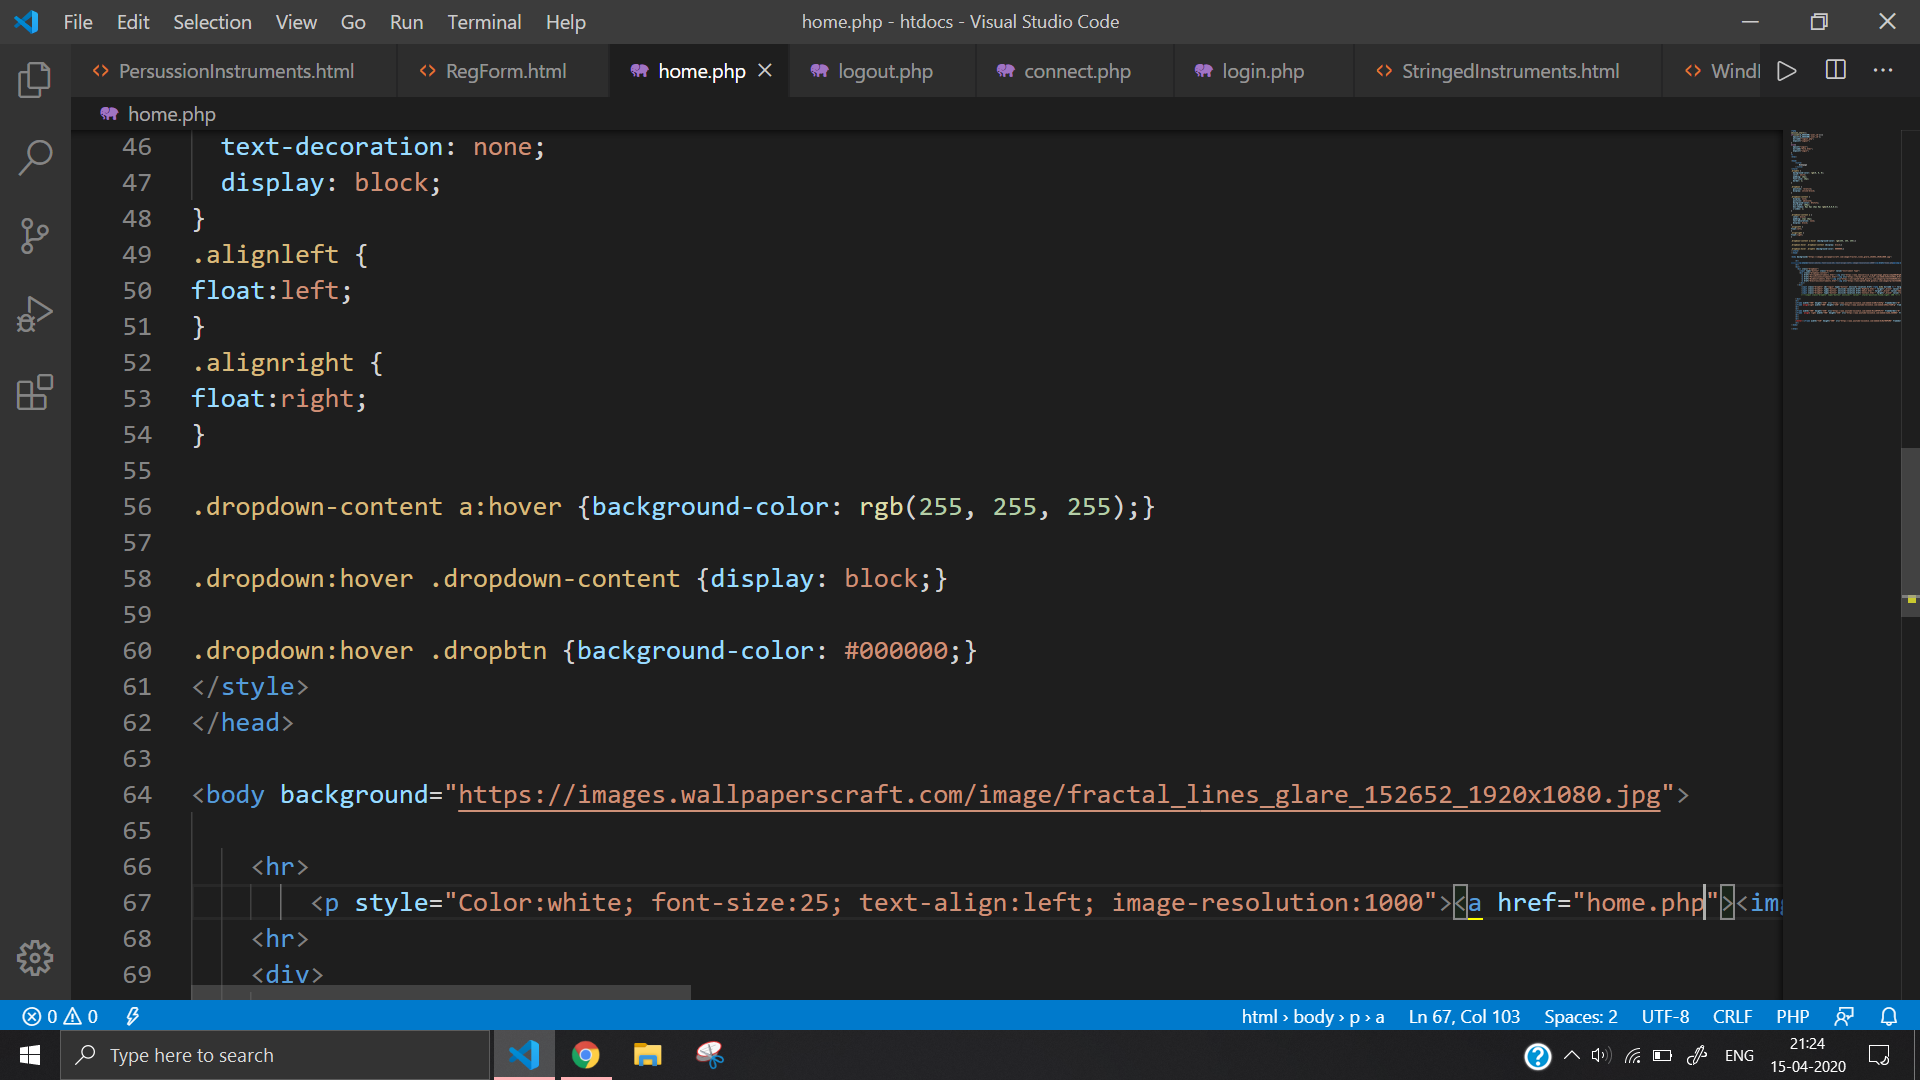 File Edit Selection View Go Run Terminal Help home.php - htdocs - Visual Studio Code
PersussionInstruments.html RegForm.html home.php logout.php connect.php login.php StringedInstruments.html
home.php
46 text-decoration: none;
47 display: block;
48 }
49 .alignleft {
50 float:left;
51 }
52 .alignright {
53 float:right;
54 }
55
56 .dropdown-content a:hover {background-color: rgb(255, 255, 255);}
57
58 .dropdown:hover .dropdown-content {display: block;}
59
60 .dropdown:hover .dropbtn {background-color: #000000;}
61 </style>
62 </head>
63
64 <body background="https://images.wallpaperscraft.com/image/fractal_lines_glare_152652_1920x1080.jpg">
65
66 <hr>
67 <p style="Color:white; font-size:25; text-align:left; image-resolution:1000"><a href="home.php"><img
68 <hr>
69 <div>
0 0 html › body › p › a Ln 67, Col 103 Spaces: 2 UTF-8 CRLF PHP
Type here to search ENG 21:24
15-04-2020